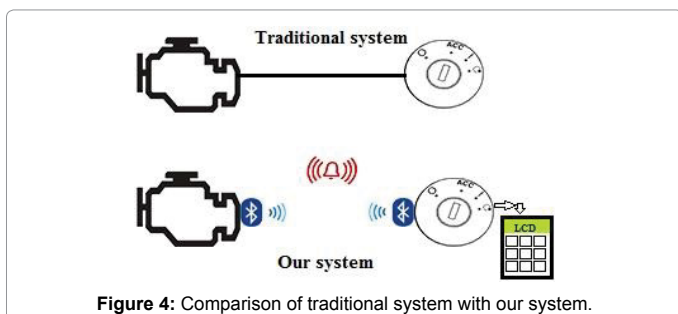 Traditional system
ACC
ACC
LCD
Our system
Figure 4: Comparison of traditional system with our system.